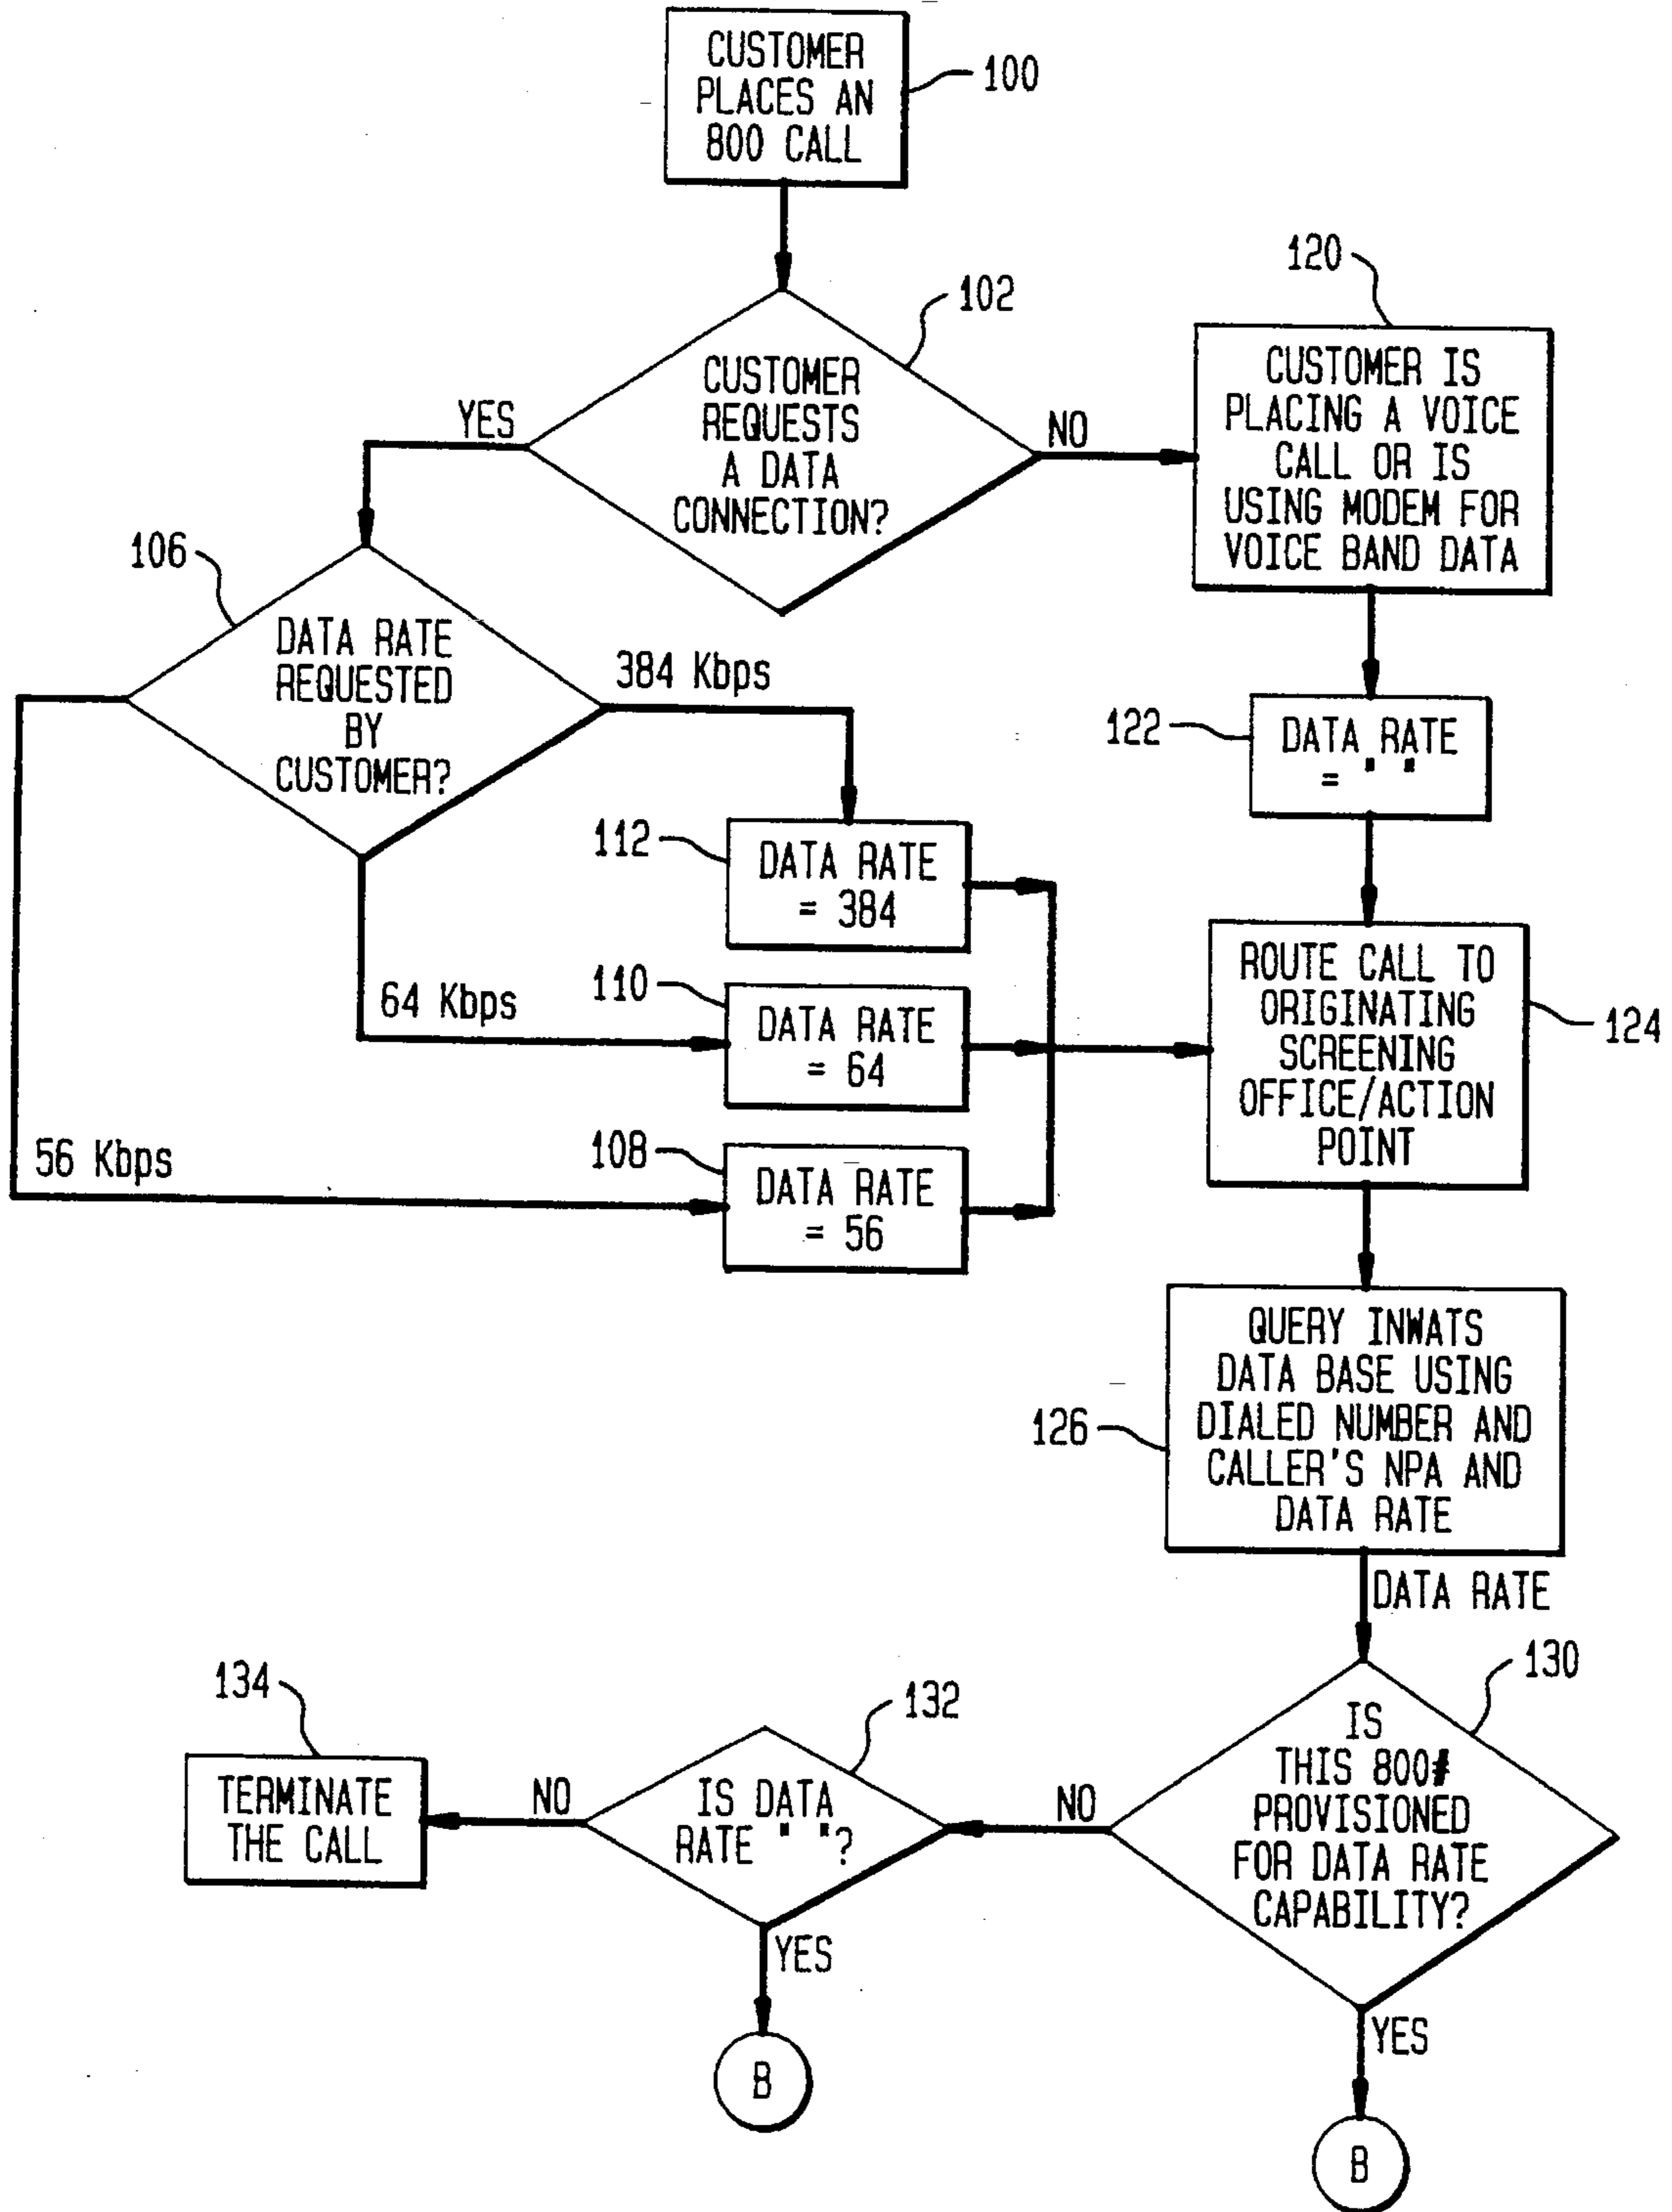 CUSTOMER
PLACES AN
800 CALL
100
102
CUSTOMER
REQUESTS
A DATA
CONNECTION?
YES
NO
120
CUSTOMER IS
PLACING A VOICE
CALL OR IS
USING MODEM FOR
VOICE BAND DATA
106
DATA RATE
REQUESTED
BY
CUSTOMER?
384 Kbps
64 Kbps
56 Kbps
122
DATA RATE
= " "
112
DATA RATE
= 384
110
DATA RATE
= 64
108
DATA RATE
= 56
ROUTE CALL TO
ORIGINATING
SCREENING
OFFICE/ACTION
POINT
124
126
QUERY INWATS
DATA BASE USING
DIALED NUMBER AND
CALLER'S NPA AND
DATA RATE
DATA RATE
130
IS
THIS 800#
PROVISIONED
FOR DATA RATE
CAPABILITY?
NO
YES
B
132
IS DATA
RATE " "?
NO
YES
B
134
TERMINATE
THE CALL